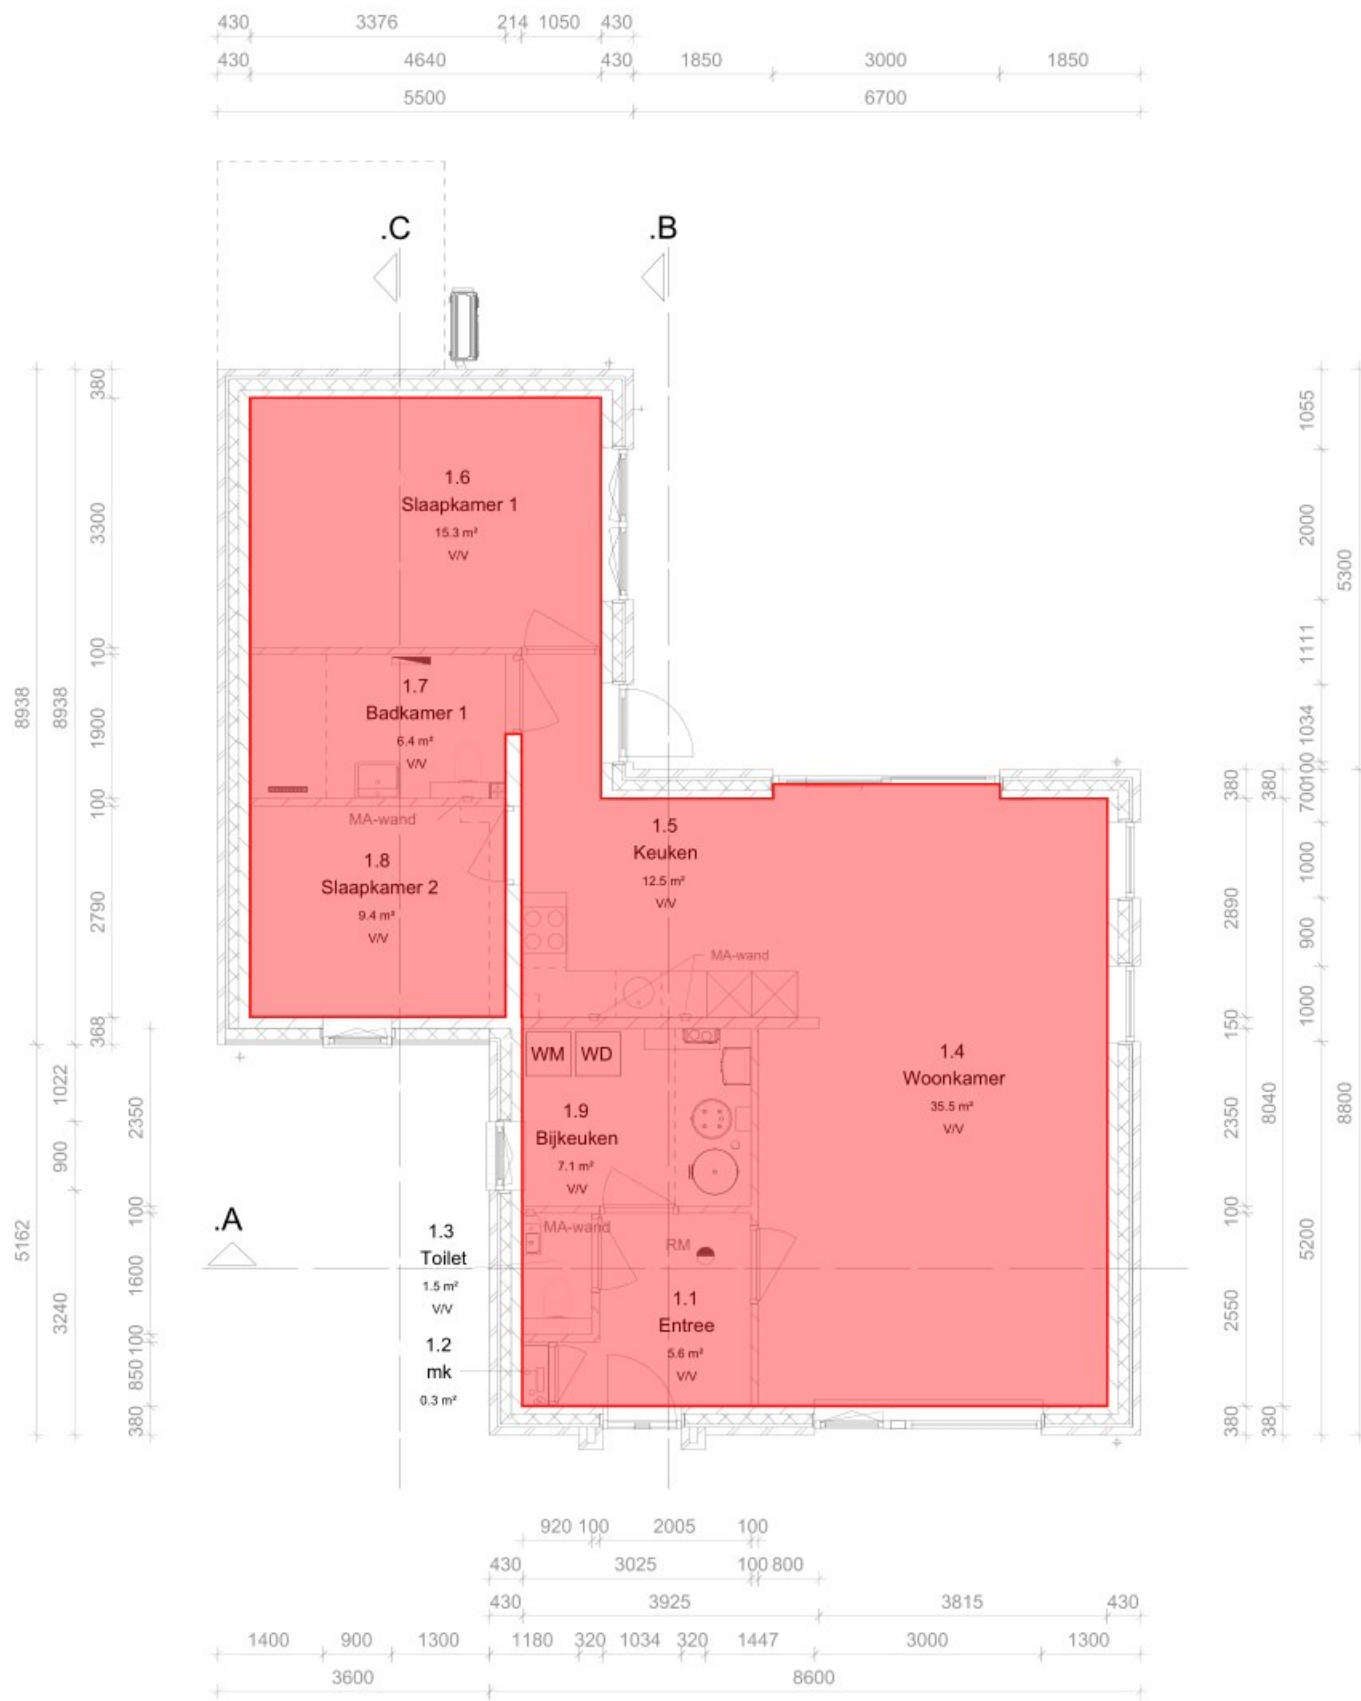 430 3376 214 1050 430
430 4640 430 1850 3000 1850
5500 6700
.C .B
380
3300
100
1900
100
2790
368
8938
8938
1022
900
3240
5162
2350
100
1600
100
850
380
1055
2000
1111
1034
100
700
1000
900
1000
5300
5200
8800
380
2890
150
2350
100
2550
380
380
8040
380
1.6
Slaapkamer 1
15.3 m²
V/V
1.7
Badkamer 1
6.4 m²
V/V
MA-wand
1.8
Slaapkamer 2
9.4 m²
V/V
1.5
Keuken
12.5 m²
V/V
MA-wand
WM WD
1.4
Woonkamer
35.5 m²
V/V
1.9
Bijkeuken
7.1 m²
V/V
.A
MA-wand
RM
1.3
Toilet
1.5 m²
V/V
1.1
Entree
5.6 m²
V/V
1.2
mk
0.3 m²
920 100 2005 100
430 3025 100 800
430 3925 3815 430
1400 900 1300 1180 320 1034 320 1447 3000 1300
3600 8600